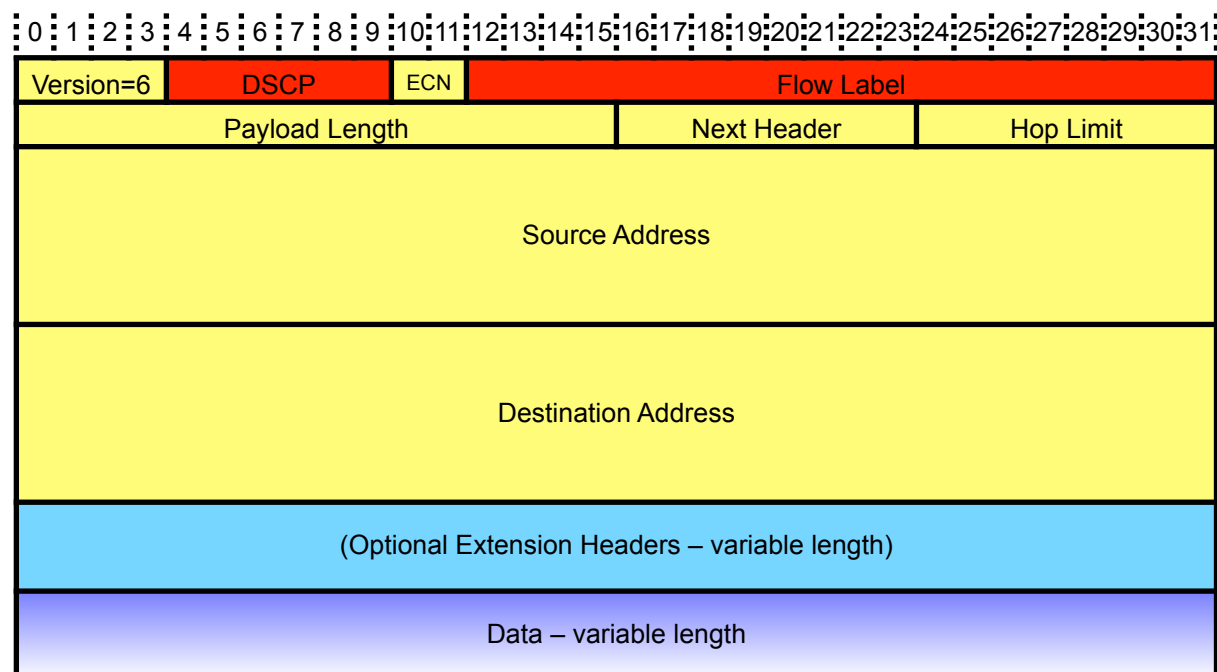 0 1 2 3 4 5 6 7 8 9 10 11 12 13 14 15 16 17 18 19 20 21 22 23 24 25 26 27 28 29 30 31
Version=6 DSCP ECN Flow Label
Payload Length Next Header Hop Limit
Source Address
Destination Address
(Optional Extension Headers – variable length)
Data – variable length